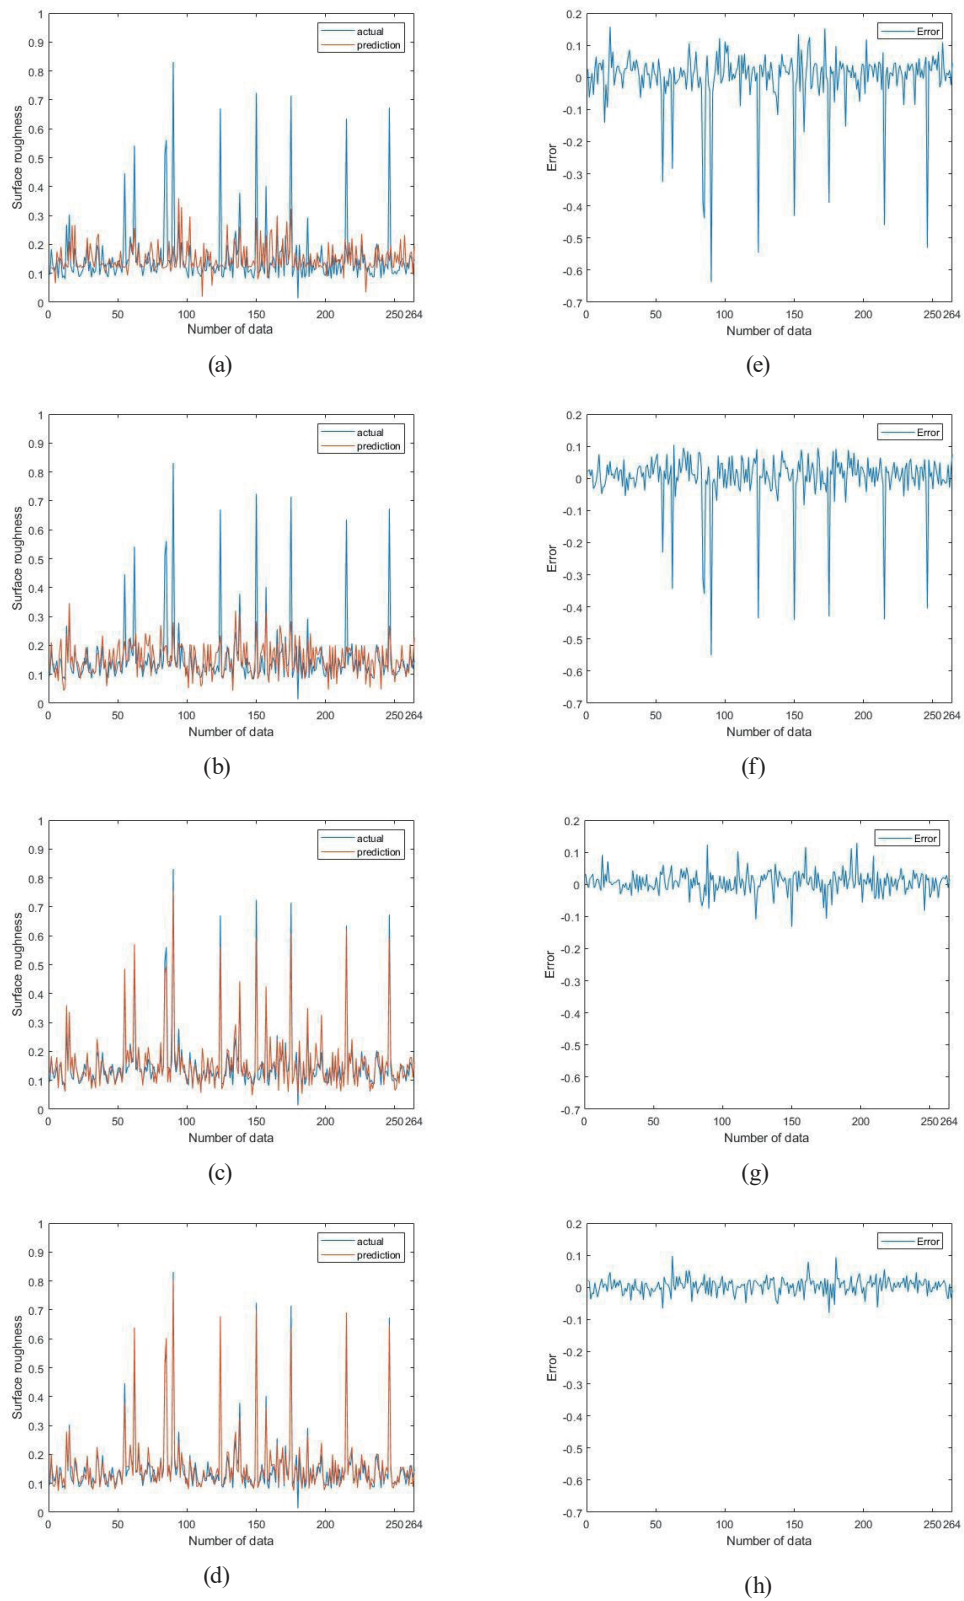 1
0.9
0.8
0.7
0.6
0.5
0.4
0.3
0.2
0.1
0
Surface roughness
actual
prediction
0 50 100 150 200 250 264
Number of data
(a)
0.2
0.1
0
-0.1
-0.2
-0.3
-0.4
-0.5
-0.6
-0.7
Error
Error
0 50 100 150 200 250 264
Number of data
(e)
1
0.9
0.8
0.7
0.6
0.5
0.4
0.3
0.2
0.1
0
Surface roughness
actual
prediction
0 50 100 150 200 250 264
Number of data
(b)
0.2
0.1
0
-0.1
-0.2
-0.3
-0.4
-0.5
-0.6
-0.7
Error
Error
0 50 100 150 200 250 264
Number of data
(f)
1
0.9
0.8
0.7
0.6
0.5
0.4
0.3
0.2
0.1
0
Surface roughness
actual
prediction
0 50 100 150 200 250 264
Number of data
(c)
0.2
0.1
0
-0.1
-0.2
-0.3
-0.4
-0.5
-0.6
-0.7
Error
Error
0 50 100 150 200 250 264
Number of data
(g)
1
0.9
0.8
0.7
0.6
0.5
0.4
0.3
0.2
0.1
0
Surface roughness
actual
prediction
0 50 100 150 200 250 264
Number of data
(d)
0.2
0.1
0
-0.1
-0.2
-0.3
-0.4
-0.5
-0.6
-0.7
Error
Error
0 50 100 150 200 250 264
Number of data
(h)